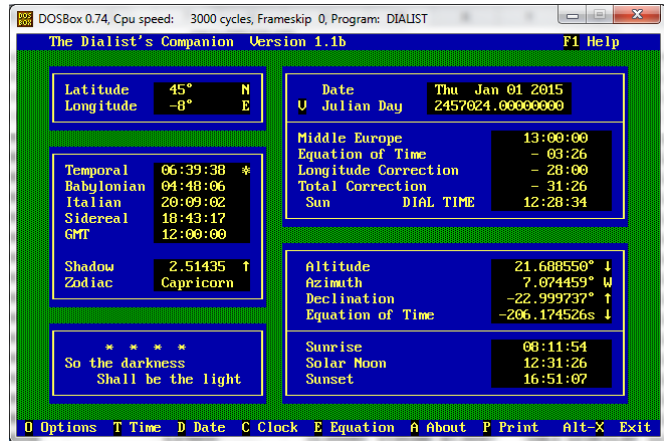 DOSBox 0.74, Cpu speed: 3000 cycles, Frameskip 0, Program: DIALIST
The Dialist's Companion Version 1.1b F1 Help
Latitude 45° N
Longitude -8° E
Date Thu Jan 01 2015
V Julian Day 2457024.00000000
Middle Europe 13:00:00
Equation of Time - 03:26
Longitude Correction - 28:00
Total Correction - 31:26
Sun DIAL TIME 12:28:34
Temporal 06:39:38 *
Babylonian 04:48:06
Italian 20:09:02
Sidereal 18:43:17
GMT 12:00:00
Shadow 2.51435 ↑
Zodiac Capricorn
Altitude 21.688550° ↓
Azimuth 7.074459° W
Declination -22.999737° ↑
Equation of Time -206.174526s ↓
Sunrise 08:11:54
Solar Noon 12:31:26
Sunset 16:51:07
* * * *
So the darkness
Shall be the light
O Options T Time D Date C Clock E Equation A About P Print Alt-X Exit